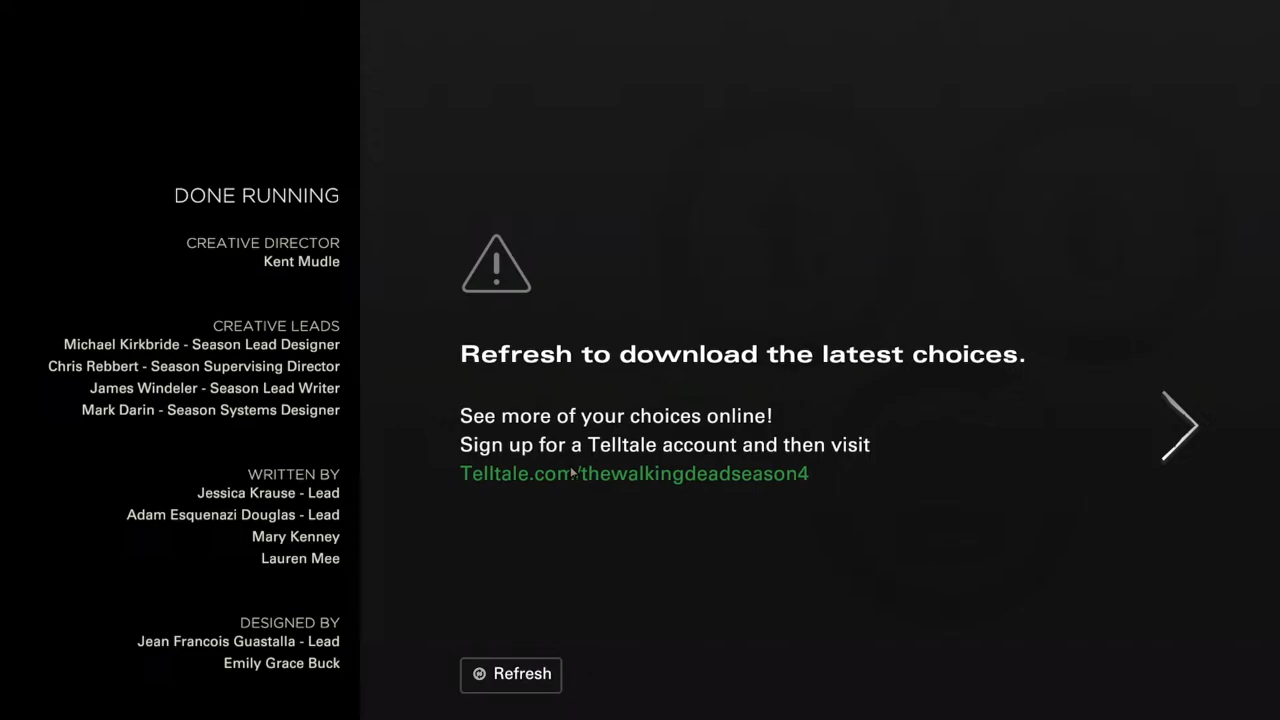 DONE RUNNING
CREATIVE DIRECTOR
Kent Mudle
CREATIVE LEADS
Michael Kirkbride - Season Lead Designer
Chris Rebbert - Season Supervising Director
James Windeler - Season Lead Writer
Mark Darin - Season Systems Designer
WRITTEN BY
Jessica Krause - Lead
Adam Esquenazi Douglas - Lead
Mary Kenney
Lauren Mee
DESIGNED BY
Jean Francois Guastalla - Lead
Emily Grace Buck
Refresh to download the latest choices.
See more of your choices online!
Sign up for a Telltale account and then visit
Telltale.com/thewalkingdeadseason4
Refresh